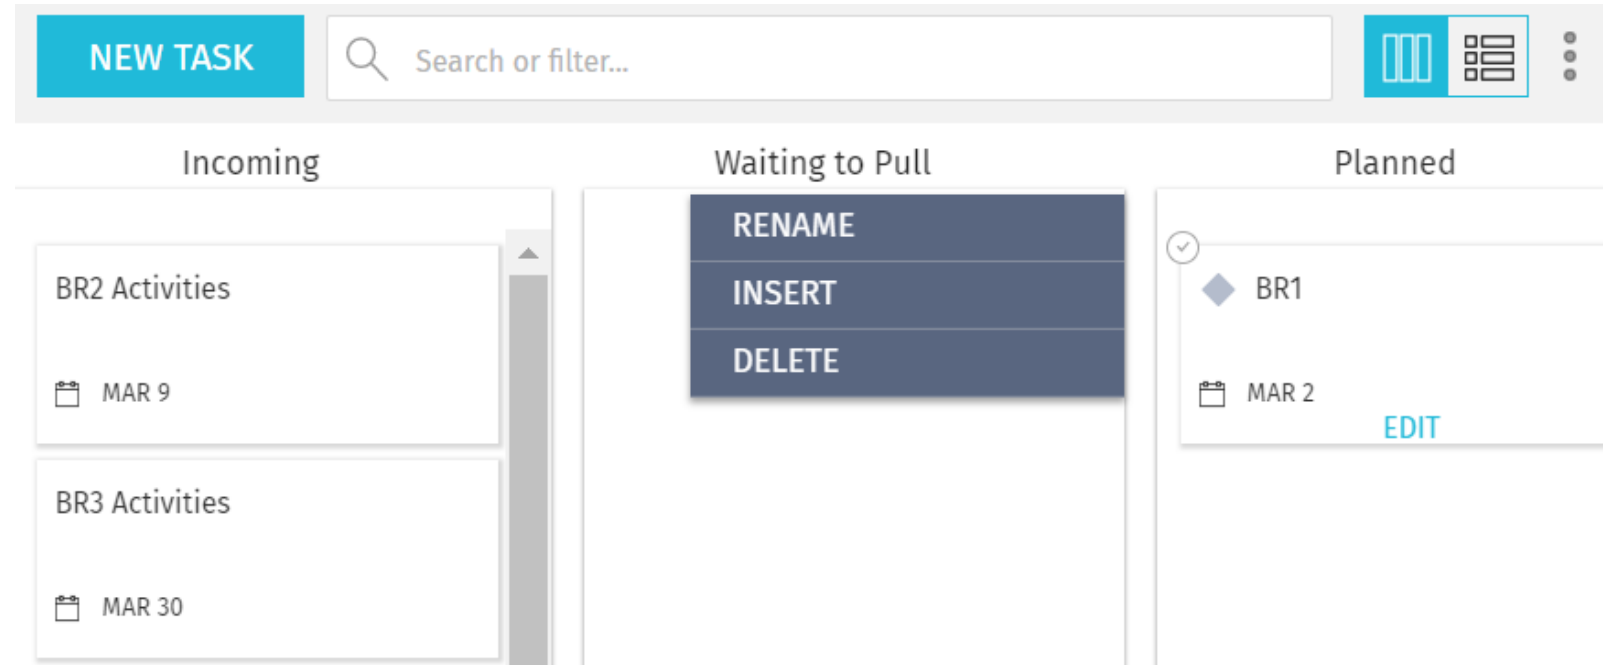 NEW TASK
Search or filter...
Incoming
Waiting to Pull
Planned
RENAME
INSERT
DELETE
BR2 Activities
MAR 9
BR3 Activities
MAR 30
BR1
MAR 2
EDIT